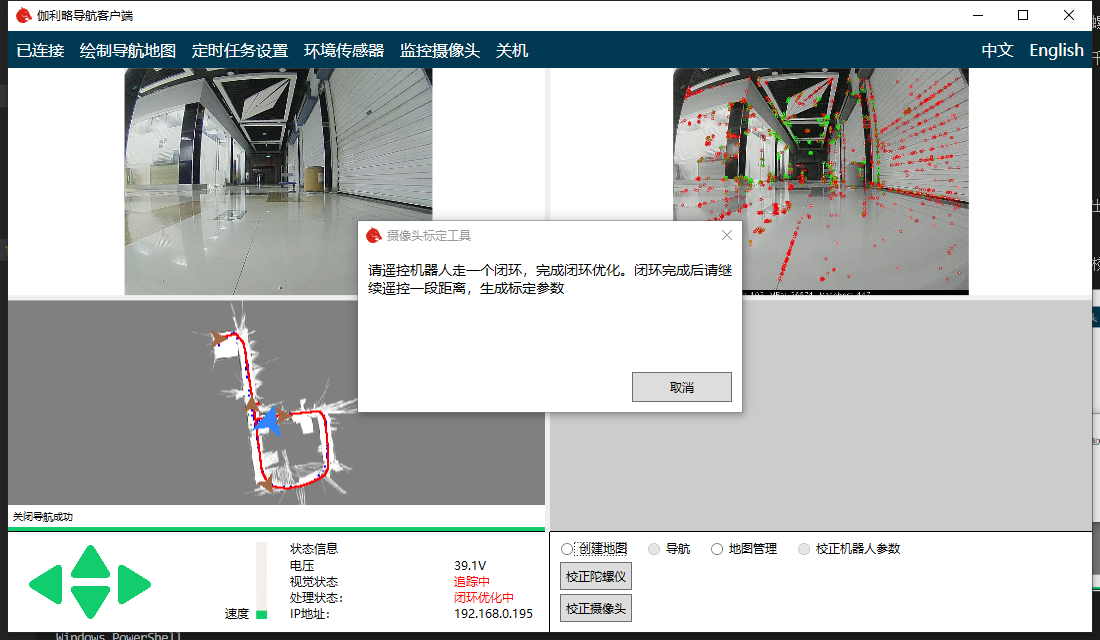 伽利略导航客户端
已连接 绘制导航地图 定时任务设置 环境传感器 监控摄像头 关机 中文 English
摄像头标定工具
请遥控机器人走一个闭环，完成闭环优化。闭环完成后请继
续遥控一段距离，生成标定参数
取消
关闭导航成功
速度
状态信息
电压 39.1V
视觉状态 追踪中
处理状态: 闭环优化中
IP地址: 192.168.0.195
创建地图 导航 地图管理 校正机器人参数
校正陀螺仪
校正摄像头
Windows PowerShell